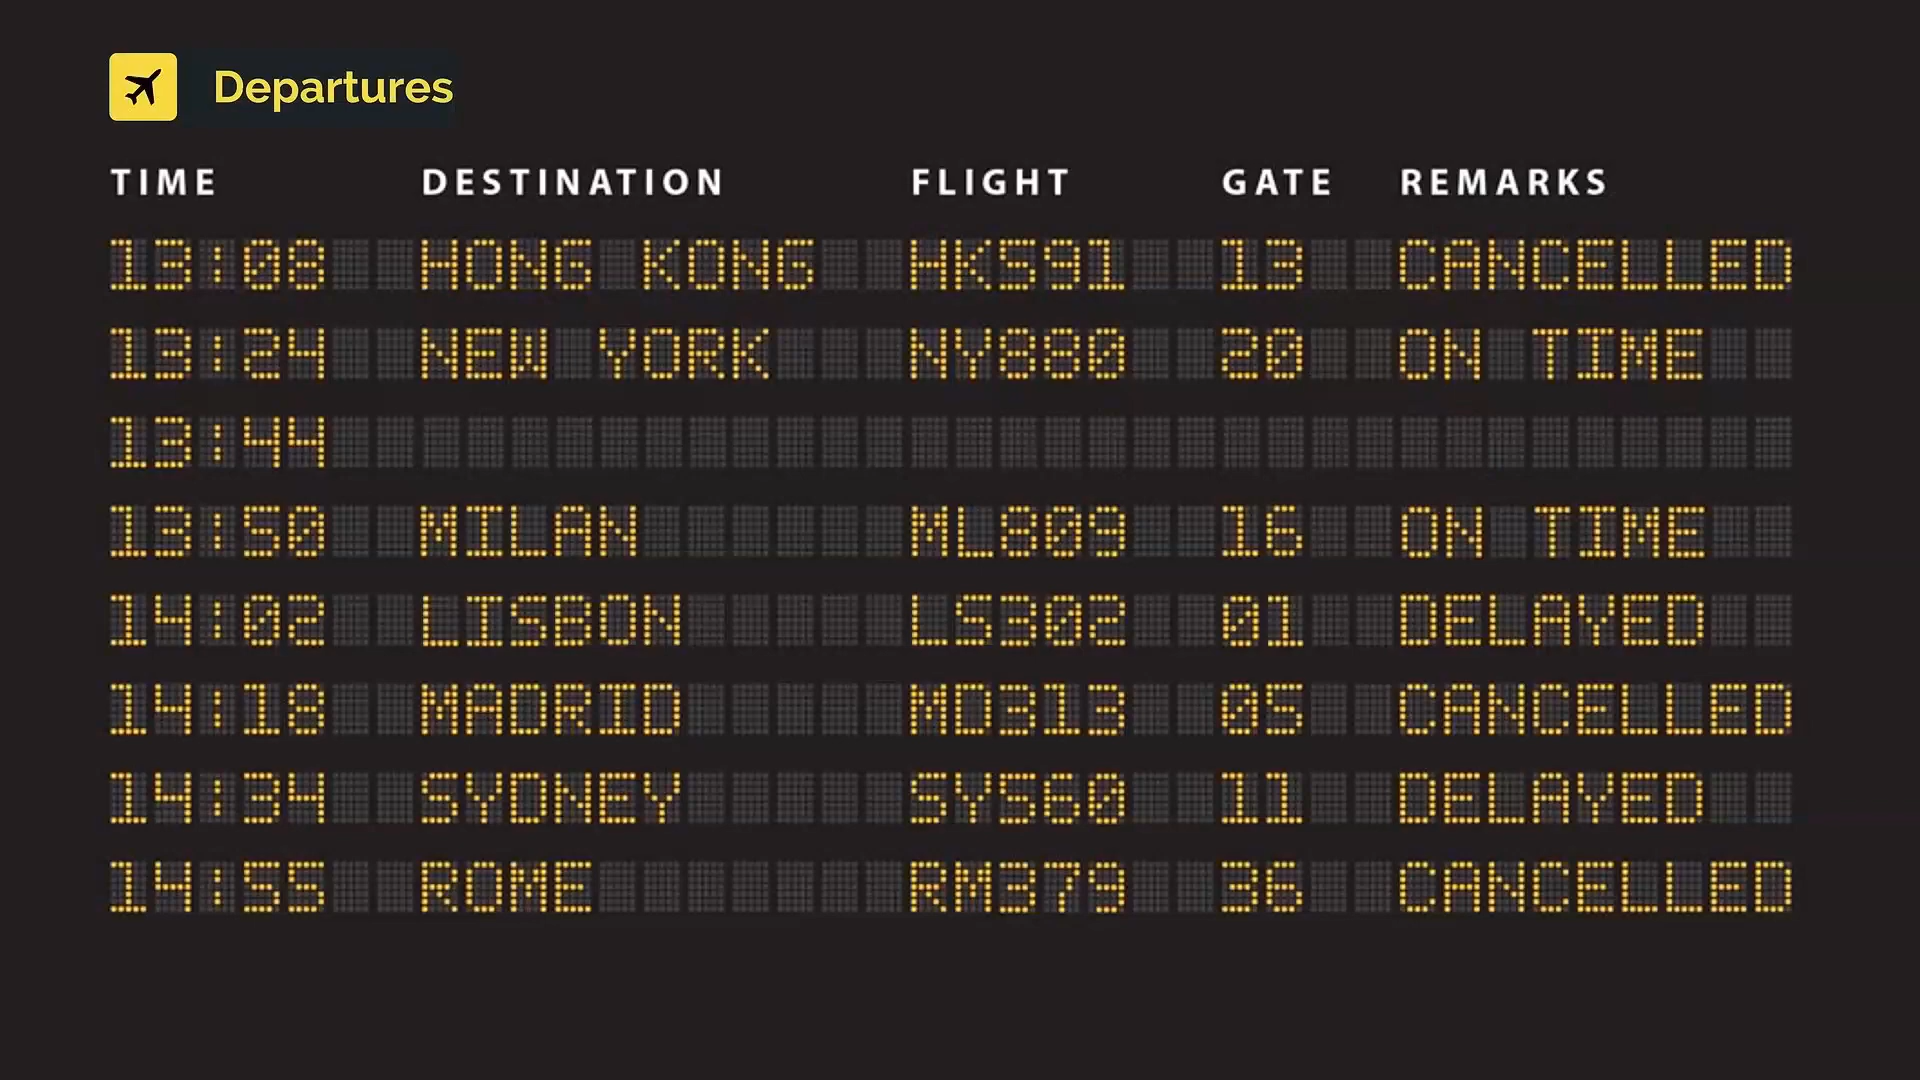 Departures
TIME DESTINATION FLIGHT GATE REMARKS
13:08 HONG KONG HK591 13 CANCELLED
13:24 NEW YORK NY880 20 ON TIME
13:44
13:50 MILAN ML809 16 ON TIME
14:02 LISBON LS302 01 DELAYED
14:18 MADRID MD313 05 CANCELLED
14:34 SYDNEY SY560 11 DELAYED
14:55 ROME RM379 36 CANCELLED